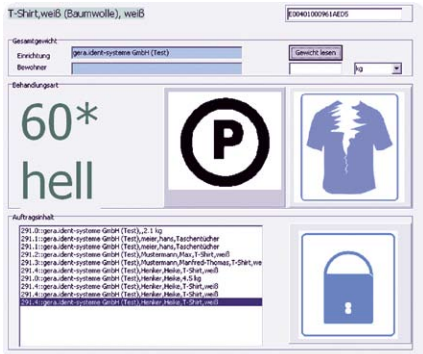 T-Shirt,weiß (Baumwolle), weiß
E00401000961AED5
Gesamtgewicht
Einrichtung
gera.ident-systeme GmbH (Test)
Gewicht lesen
Bewohner
kg
Behandlungsart
60*
hell
P
Auftragsinhalt
291.0::gera.ident-systeme GmbH (Test),,2.1 kg
291.1::gera.ident-systeme GmbH (Test),meier,hans,Taschentücher
291.1::gera.ident-systeme GmbH (Test),meier,hans,Taschentücher
291.2::gera.ident-systeme GmbH (Test),Mustermann,Max,T-Shirt,weiß
291.3::gera.ident-systeme GmbH (Test),Mustermann,Manfred-Thomas,T-Shirt,we
291.4::gera.ident-systeme GmbH (Test),Henker,Heike,T-Shirt,weiß
291.0::gera.ident-systeme GmbH (Test),Henker,Heike,4.5 kg
291.4::gera.ident-systeme GmbH (Test),Henker,Heike,T-Shirt,weiß
291.4::gera.ident-systeme GmbH (Test),Henker,Heike,T-Shirt,weiß
291.4::gera.ident-systeme GmbH (Test),Henker,Heike,T-Shirt,weiß